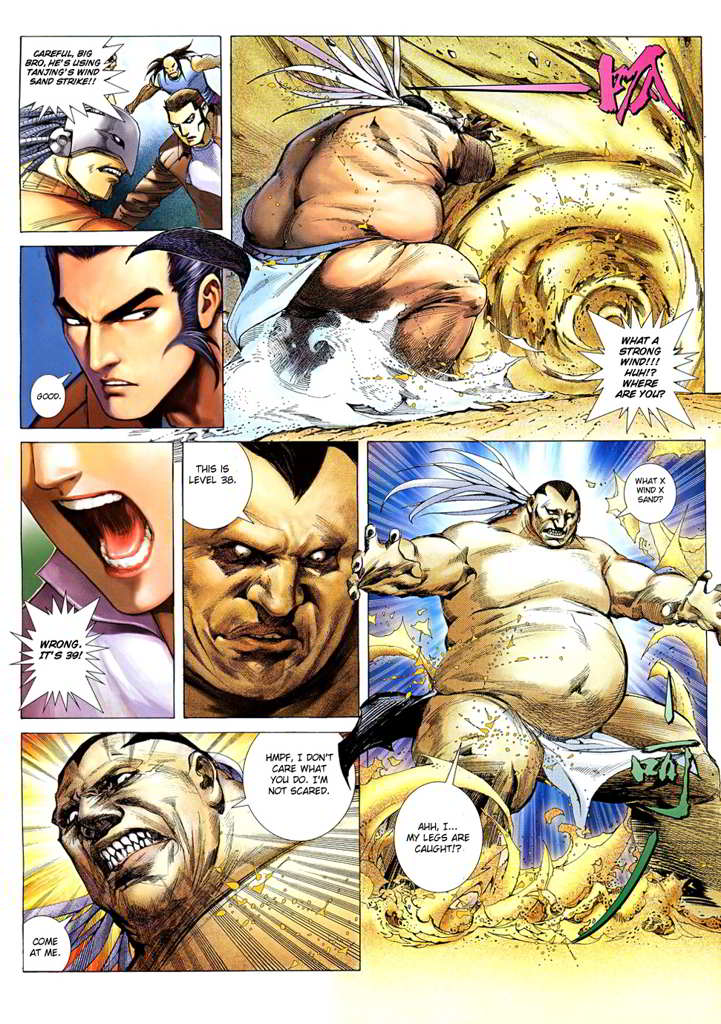 CAREFUL, BIG
BRO, HE'S USING
TANJING'S WIND
SAND STRIKE!!
WHAT A
STRONG
WIND!!!
HUH!?
WHERE
ARE YOU?
GOOD.
THIS IS
LEVEL 38.
WRONG.
IT'S 39!
WHAT X
WIND X
SAND?
AHH, I...
MY LEGS ARE
CAUGHT!?
HMPF, I DON'T
CARE WHAT
YOU DO. I'M
NOT SCARED.
COME
AT ME.